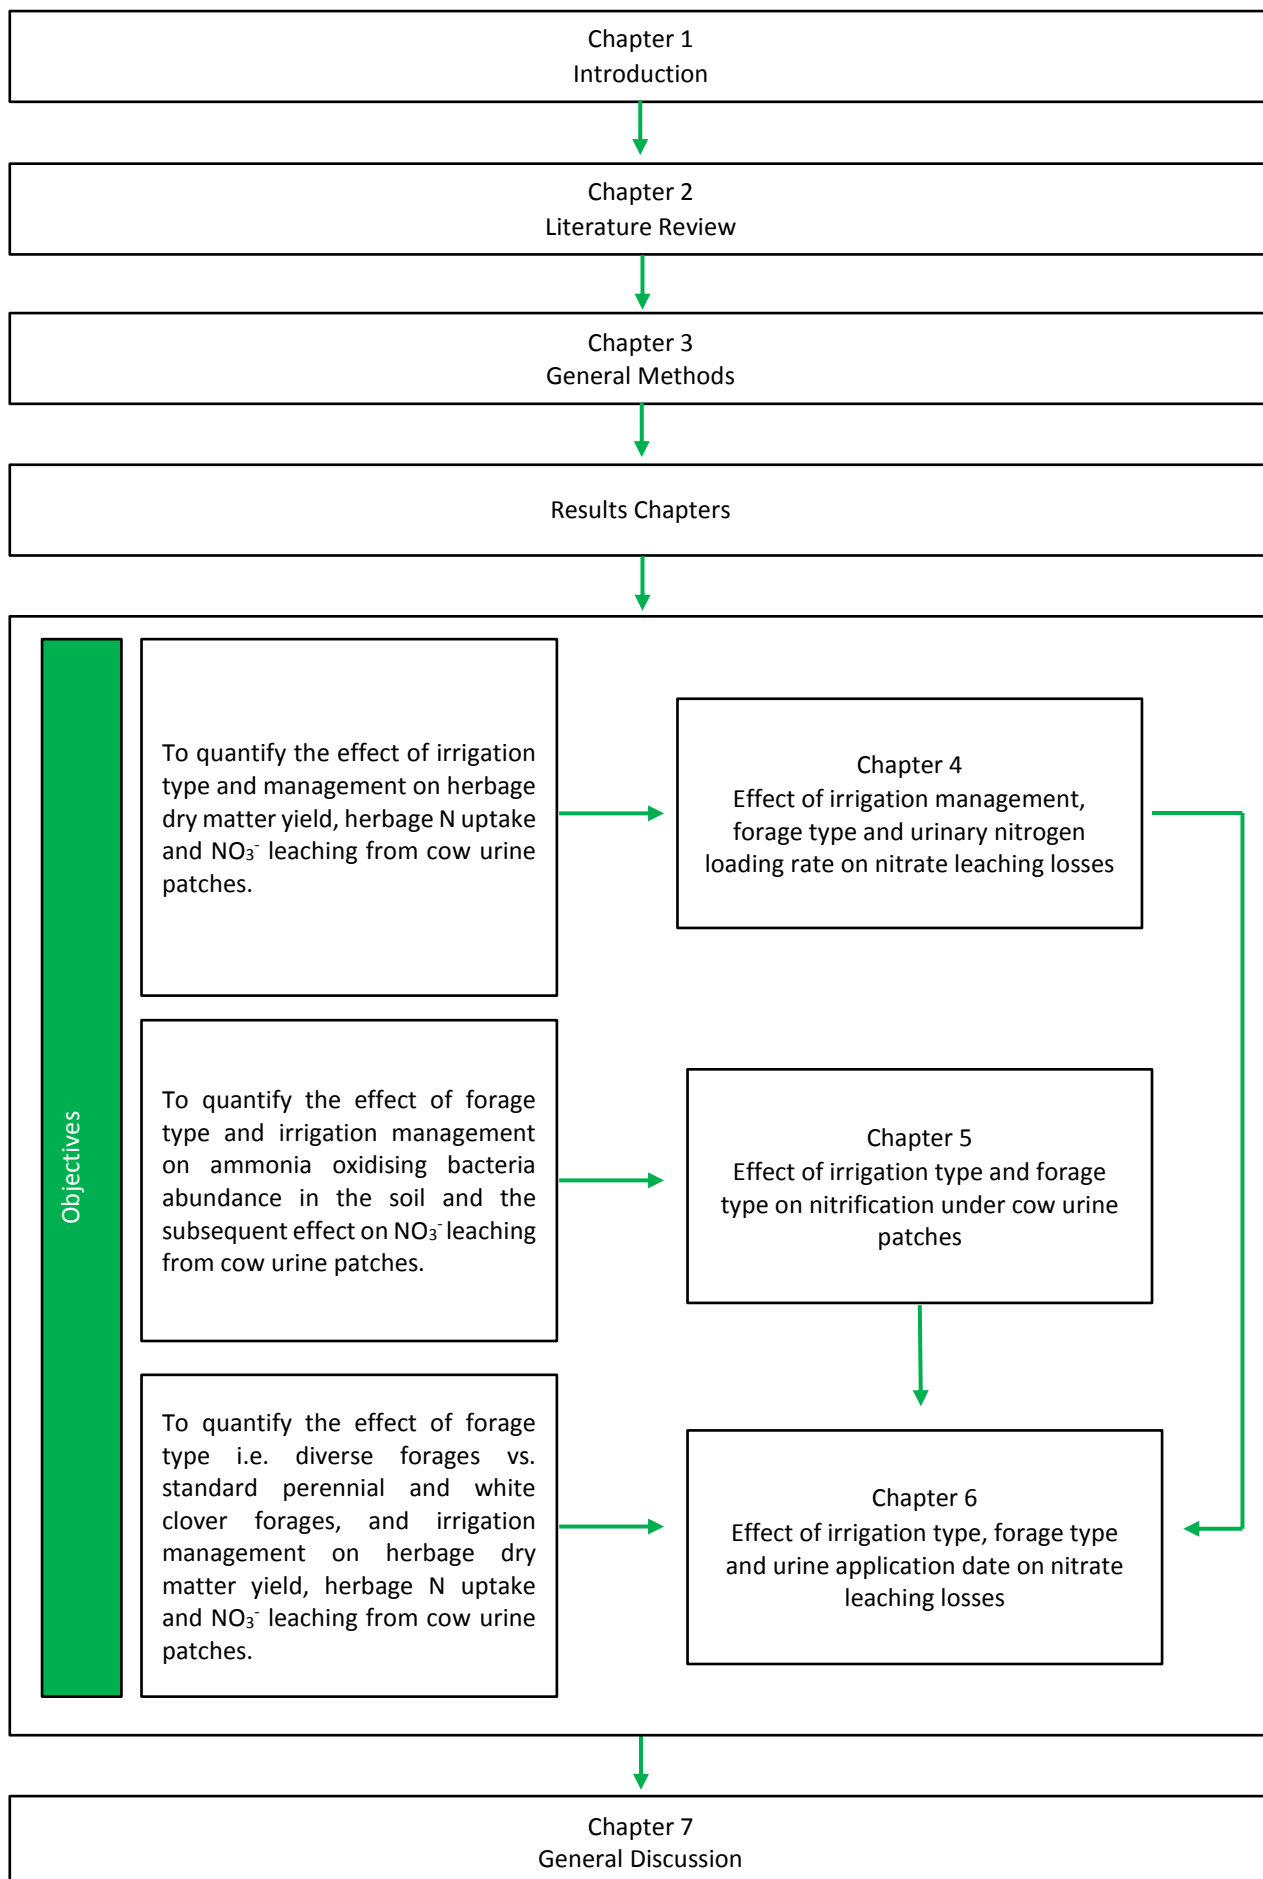 Chapter 1
Introduction
Chapter 2
Literature Review
Chapter 3
General Methods
Results Chapters
Objectives
To quantify the effect of irrigation
type and management on herbage
dry matter yield, herbage N uptake
and NO₃⁻ leaching from cow urine
patches.
Chapter 4
Effect of irrigation management,
forage type and urinary nitrogen
loading rate on nitrate leaching losses
To quantify the effect of forage
type and irrigation management
on ammonia oxidising bacteria
abundance in the soil and the
subsequent effect on NO₃⁻ leaching
from cow urine patches.
Chapter 5
Effect of irrigation type and forage
type on nitrification under cow urine
patches
To quantify the effect of forage
type i.e. diverse forages vs.
standard perennial and white
clover forages, and irrigation
management on herbage dry
matter yield, herbage N uptake
and NO₃⁻ leaching from cow urine
patches.
Chapter 6
Effect of irrigation type, forage type
and urine application date on nitrate
leaching losses
Chapter 7
General Discussion